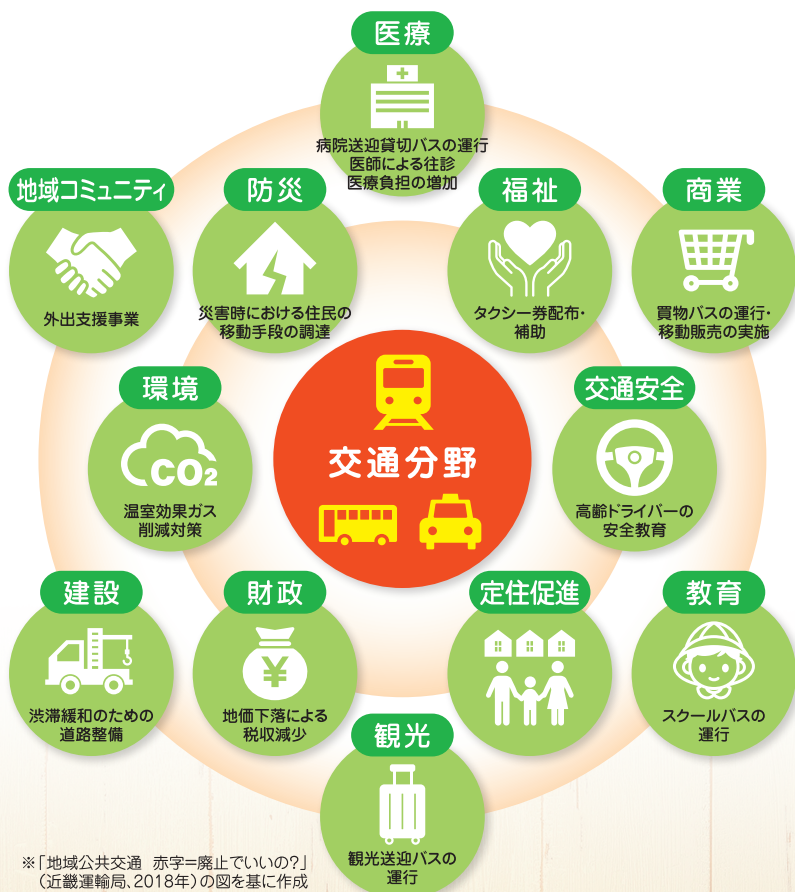 医療
病院送迎貸切バスの運行
医師による往診
医療負担の増加
地域コミュニティ
外出支援事業
防災
災害時における住民の
移動手段の調達
福祉
タクシー券配布・
補助
商業
買物バスの運行・
移動販売の実施
環境
CO2
温室効果ガス
削減対策
交通分野
交通安全
高齢ドライバーの
安全教育
建設
渋滞緩和のための
道路整備
財政
¥
地価下落による
税収減少
定住促進
教育
スクールバスの
運行
観光
観光送迎バスの
運行
※「地域公共交通 赤字=廃止でいいの?」
(近畿運輸局、2018年)の図を基に作成